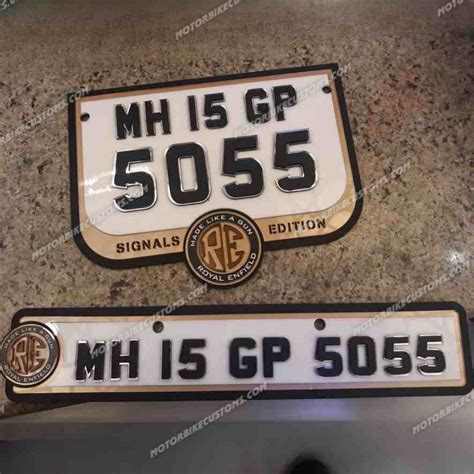 MH 15 GP
5055
SIGNALS EDITION
MADE LIKE A GUN
RE
ROYAL ENFIELD
MADE LIKE A GUN
RE
ROYAL ENFIELD
MH 15 GP 5055
MOTORBIKECUSTOMS.COM